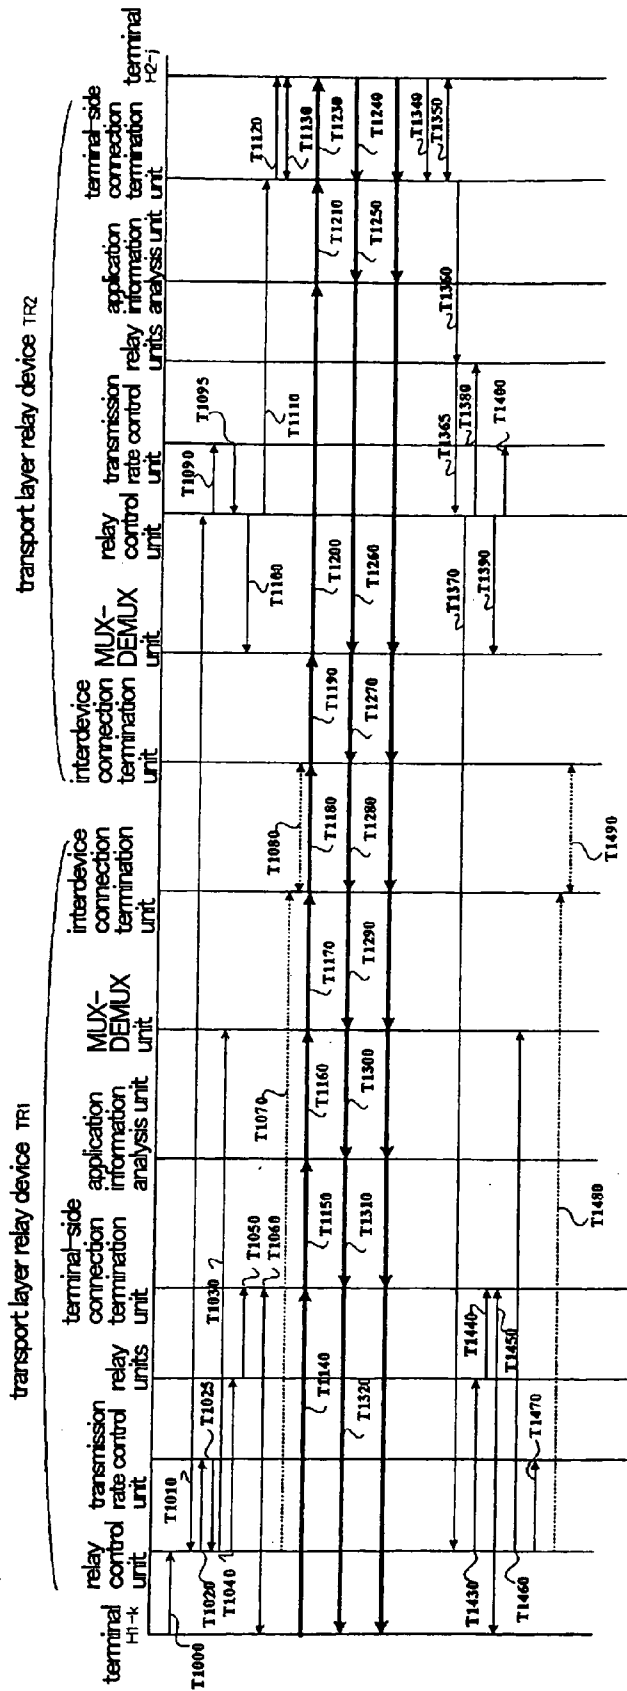 transport layer relay device TR1
transport layer relay device TR2
terminal
H1-k
relay
control
unit
transmission
rate control
unit
relay
units
terminal-side
connection
termination
unit
application
information
analysis unit
MUX-
DEMUX
unit
interdevice
connection
termination
unit
interdevice
connection
termination
unit
MUX-
DEMUX
unit
relay
control
unit
transmission
rate control
unit
relay
units
application
information
analysis unit
terminal-side
connection
termination
unit
terminal
H2-j
T1000
T1010
T1020
T1025
T1030
T1040
T1050
T1060
T1070
T1080
T1090
T1095
T1100
T1110
T1120
T1130
T1140
T1150
T1160
T1170
T1180
T1190
T1200
T1210
T1230
T1240
T1250
T1260
T1270
T1280
T1290
T1300
T1310
T1320
T1340
T1350
T1360
T1365
T1370
T1380
T1390
T1400
T1430
T1440
T1450
T1460
T1470
T1480
T1490